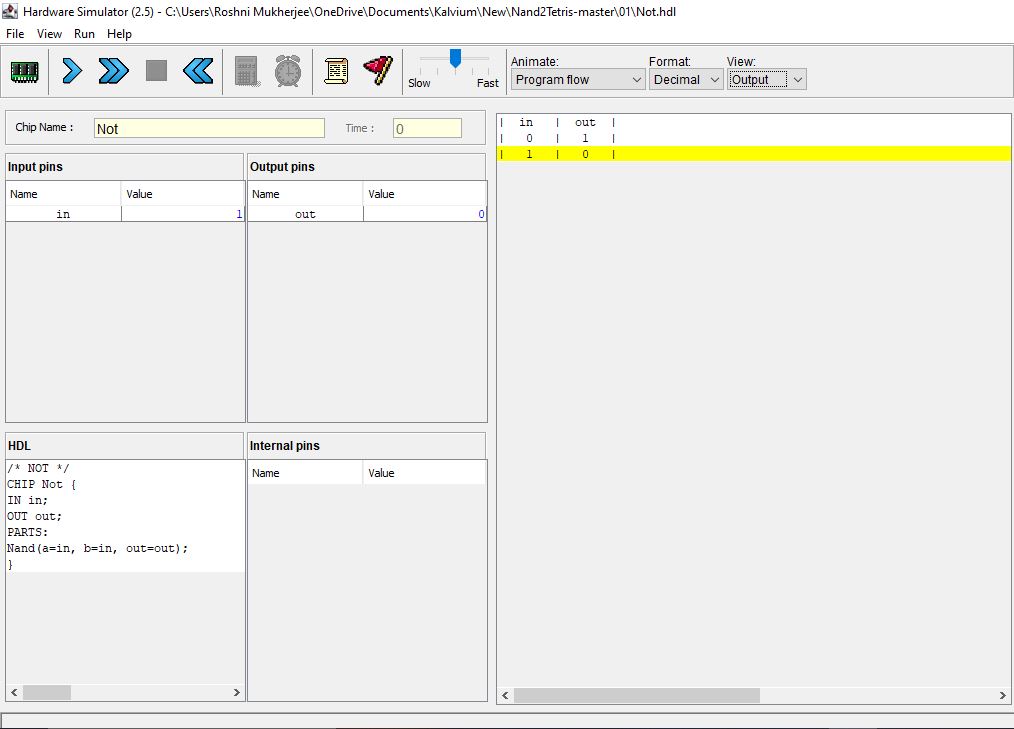 Hardware Simulator (2.5) - C:\Users\Roshni Mukherjee\OneDrive\Documents\Kalvium\New\Nand2Tetris-master\01\Not.hdl
File View Run Help
Slow Fast
Animate: Format: View:
Program flow Decimal Output
Chip Name : Not Time : 0
Input pins
Name Value
in 1
Output pins
Name Value
out 0
HDL
/* NOT */
CHIP Not {
IN in;
OUT out;
PARTS:
Nand(a=in, b=in, out=out);
}
Internal pins
Name Value
| in | out |
| 0 | 1 |
| 1 | 0 |